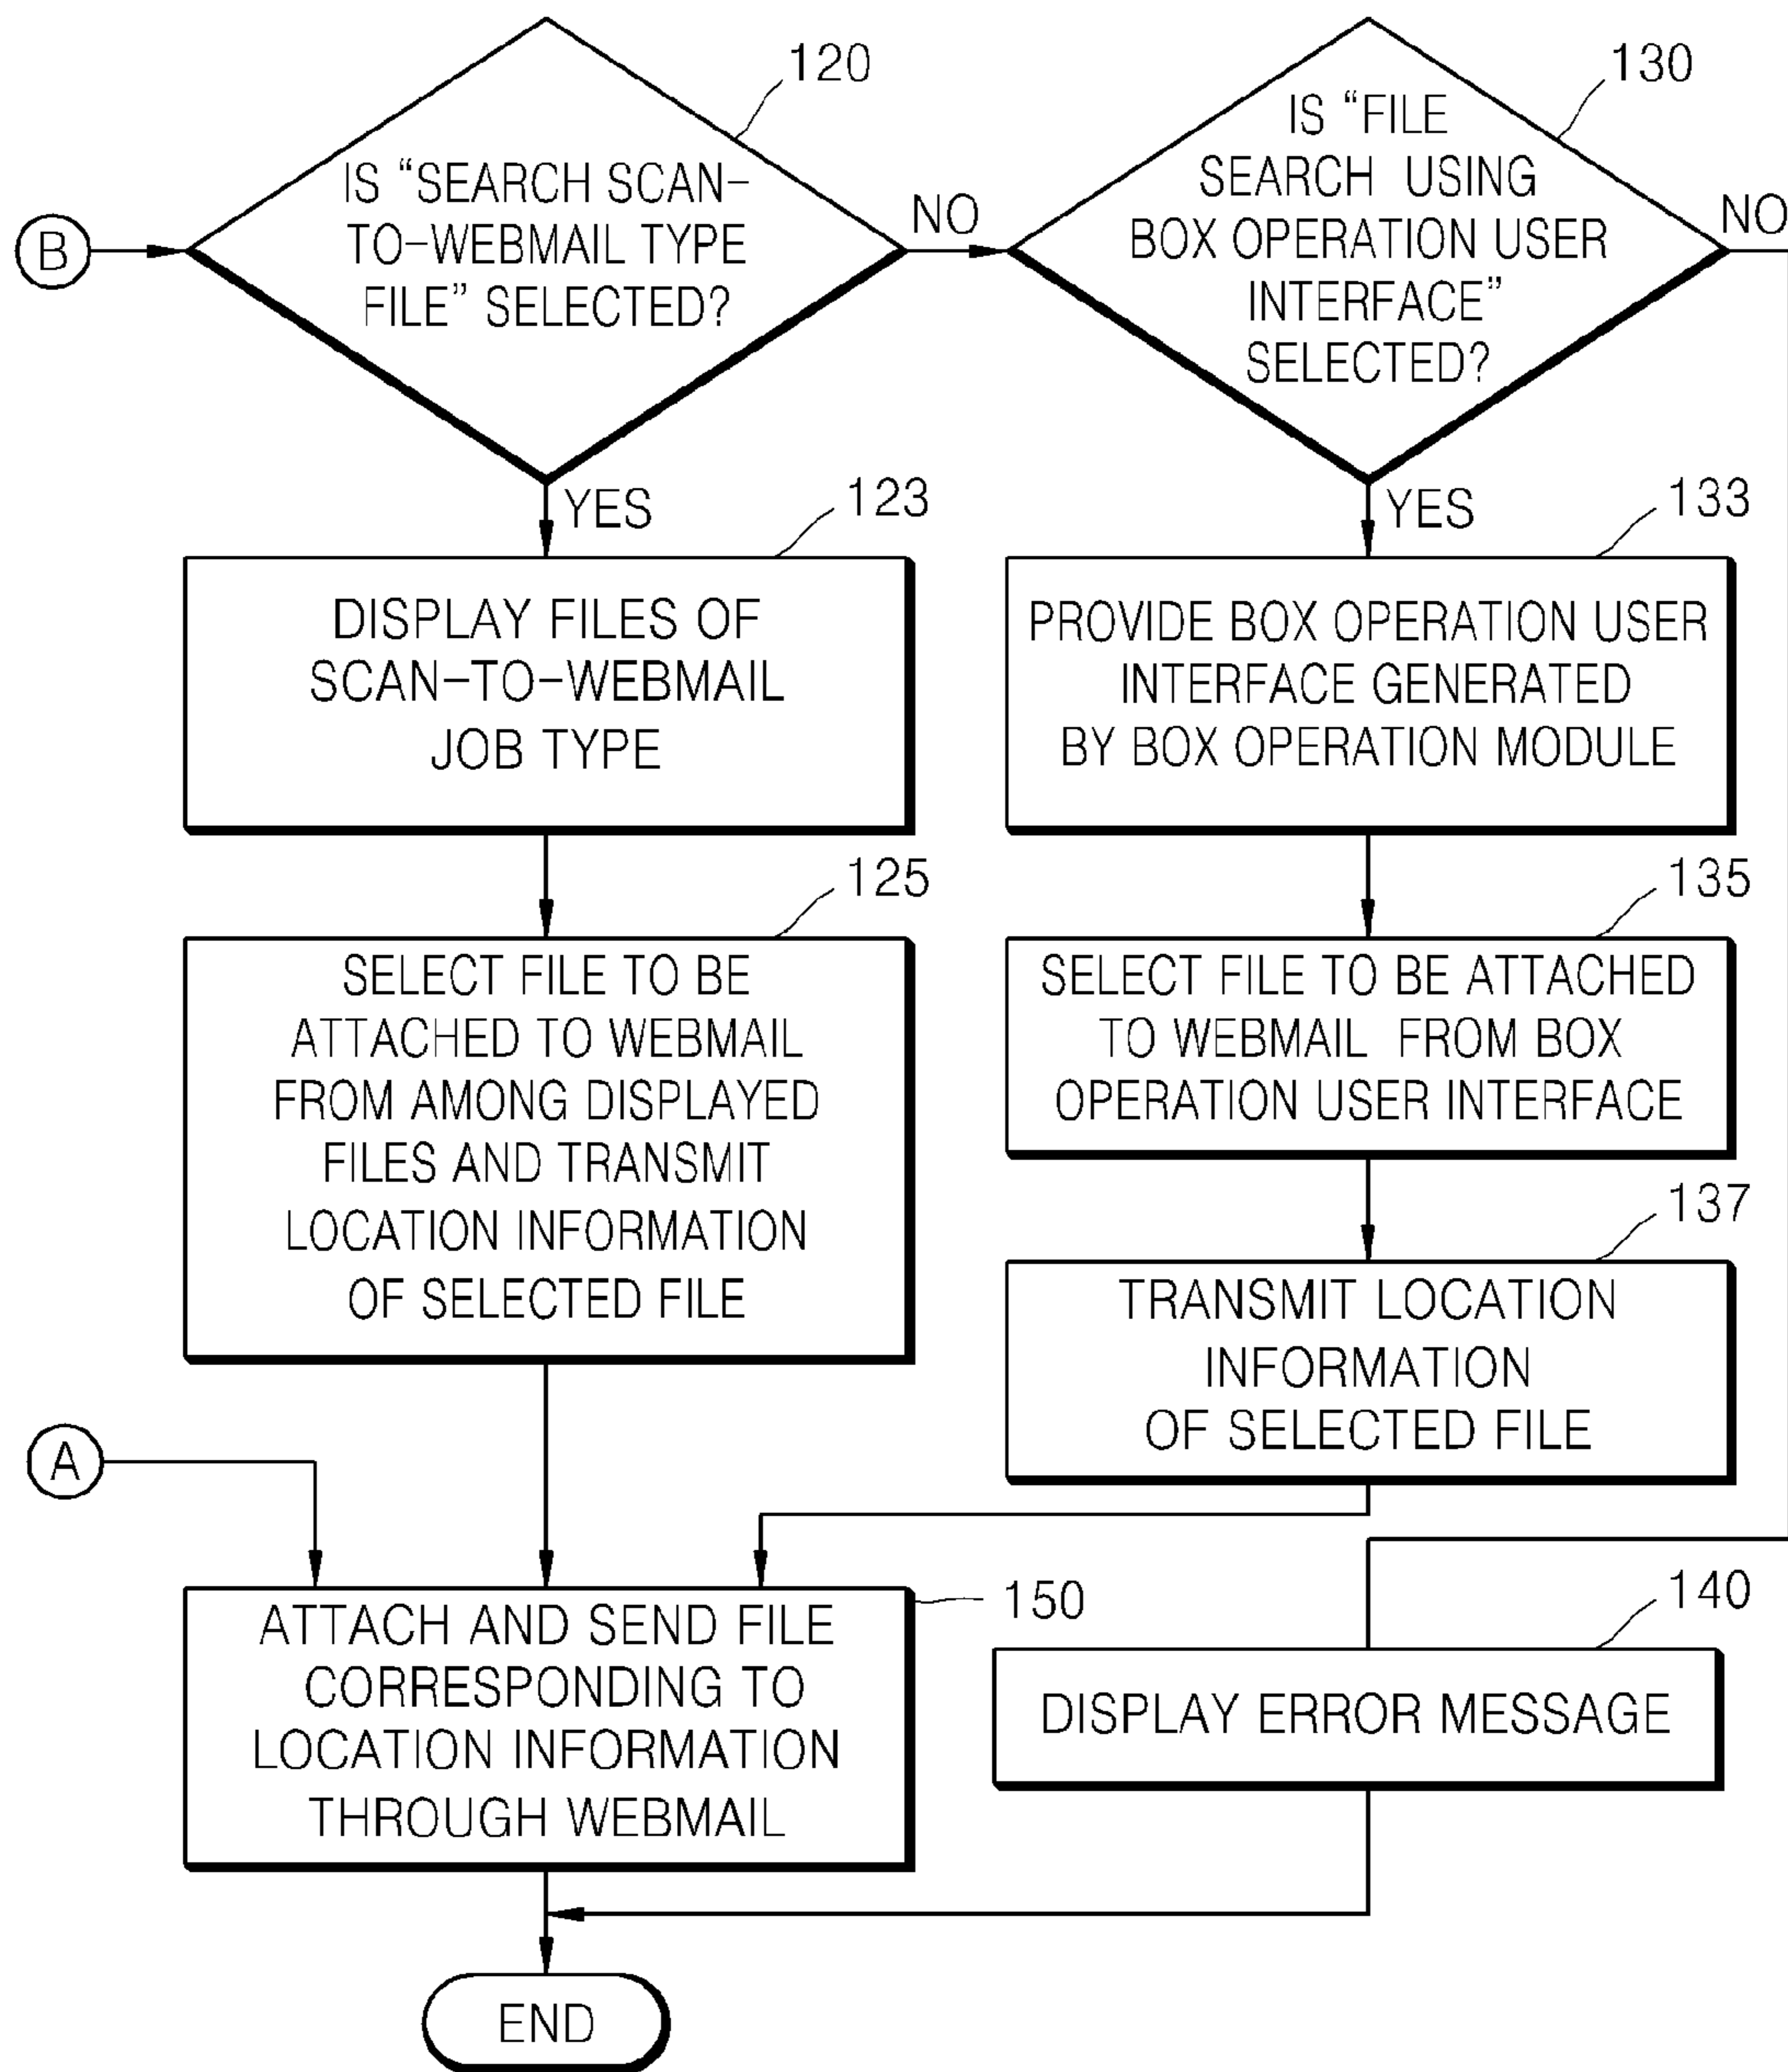 120
IS “SEARCH SCAN-
TO-WEBMAIL TYPE
FILE” SELECTED?
B
NO
YES
130
IS “FILE
SEARCH USING
BOX OPERATION USER
INTERFACE”
SELECTED?
NO
YES
123
DISPLAY FILES OF
SCAN-TO-WEBMAIL
JOB TYPE
133
PROVIDE BOX OPERATION USER
INTERFACE GENERATED
BY BOX OPERATION MODULE
125
SELECT FILE TO BE
ATTACHED TO WEBMAIL
FROM AMONG DISPLAYED
FILES AND TRANSMIT
LOCATION INFORMATION
OF SELECTED FILE
135
SELECT FILE TO BE ATTACHED
TO WEBMAIL FROM BOX
OPERATION USER INTERFACE
137
TRANSMIT LOCATION
INFORMATION
OF SELECTED FILE
A
150
ATTACH AND SEND FILE
CORRESPONDING TO
LOCATION INFORMATION
THROUGH WEBMAIL
140
DISPLAY ERROR MESSAGE
END